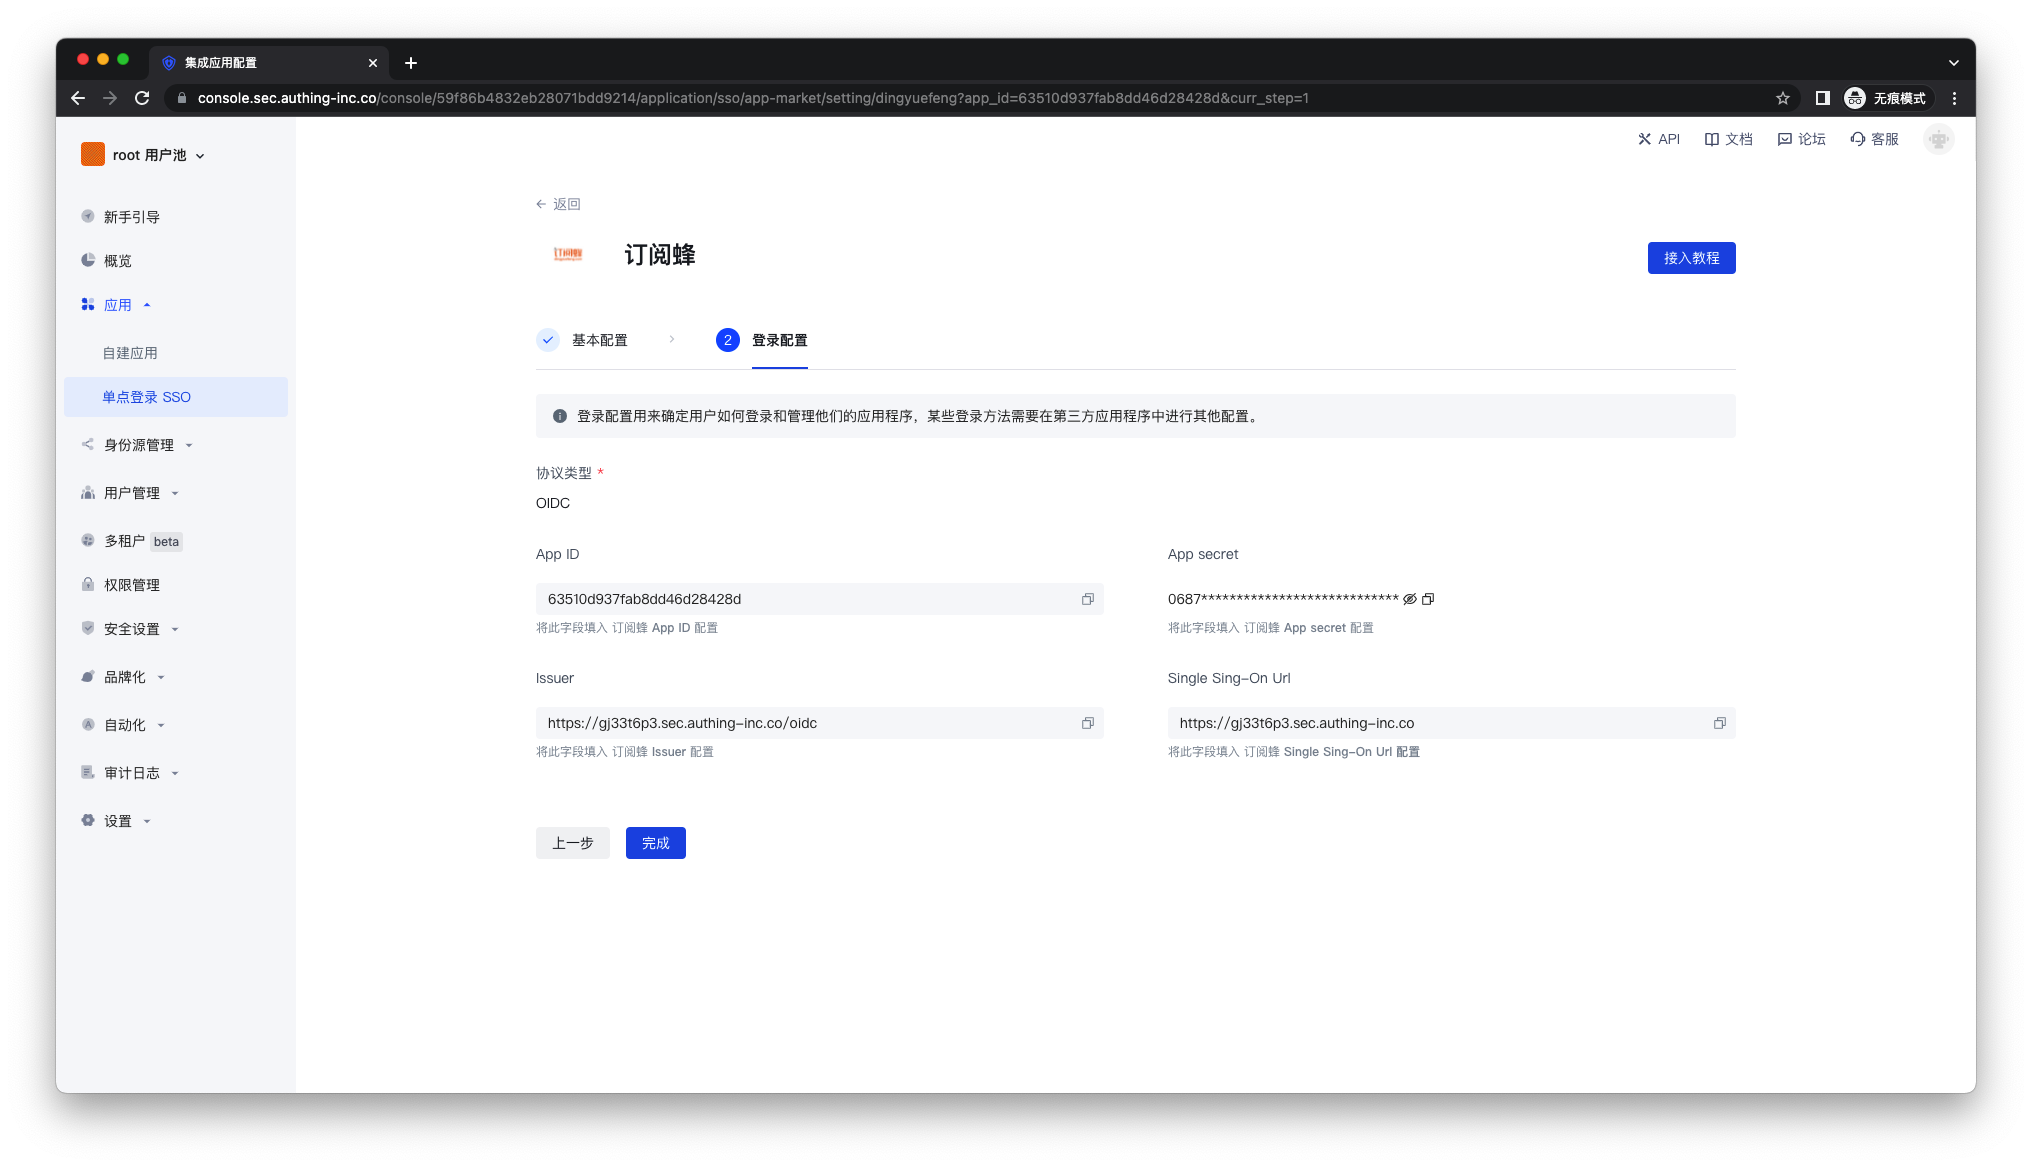 集成应用配置
console.sec.authing-inc.co/console/59f86b4832eb28071bdd9214/application/sso/app-market/setting/dingyuefeng?app_id=63510d937fab8dd46d28428d&curr_step=1
无痕模式
root 用户池
API
文档
论坛
客服
新手引导
概览
应用
自建应用
单点登录 SSO
身份源管理
用户管理
多租户 beta
权限管理
安全设置
品牌化
自动化
审计日志
设置
返回
订阅蜂
接入教程
基本配置
2 登录配置
登录配置用来确定用户如何登录和管理他们的应用程序，某些登录方法需要在第三方应用程序中进行其他配置。
协议类型 *
OIDC
App ID
63510d937fab8dd46d28428d
将此字段填入 订阅蜂 App ID 配置
App secret
0687****************************
将此字段填入 订阅蜂 App secret 配置
Issuer
https://gj33t6p3.sec.authing-inc.co/oidc
将此字段填入 订阅蜂 Issuer 配置
Single Sing-On Url
https://gj33t6p3.sec.authing-inc.co
将此字段填入 订阅蜂 Single Sing-On Url 配置
上一步
完成